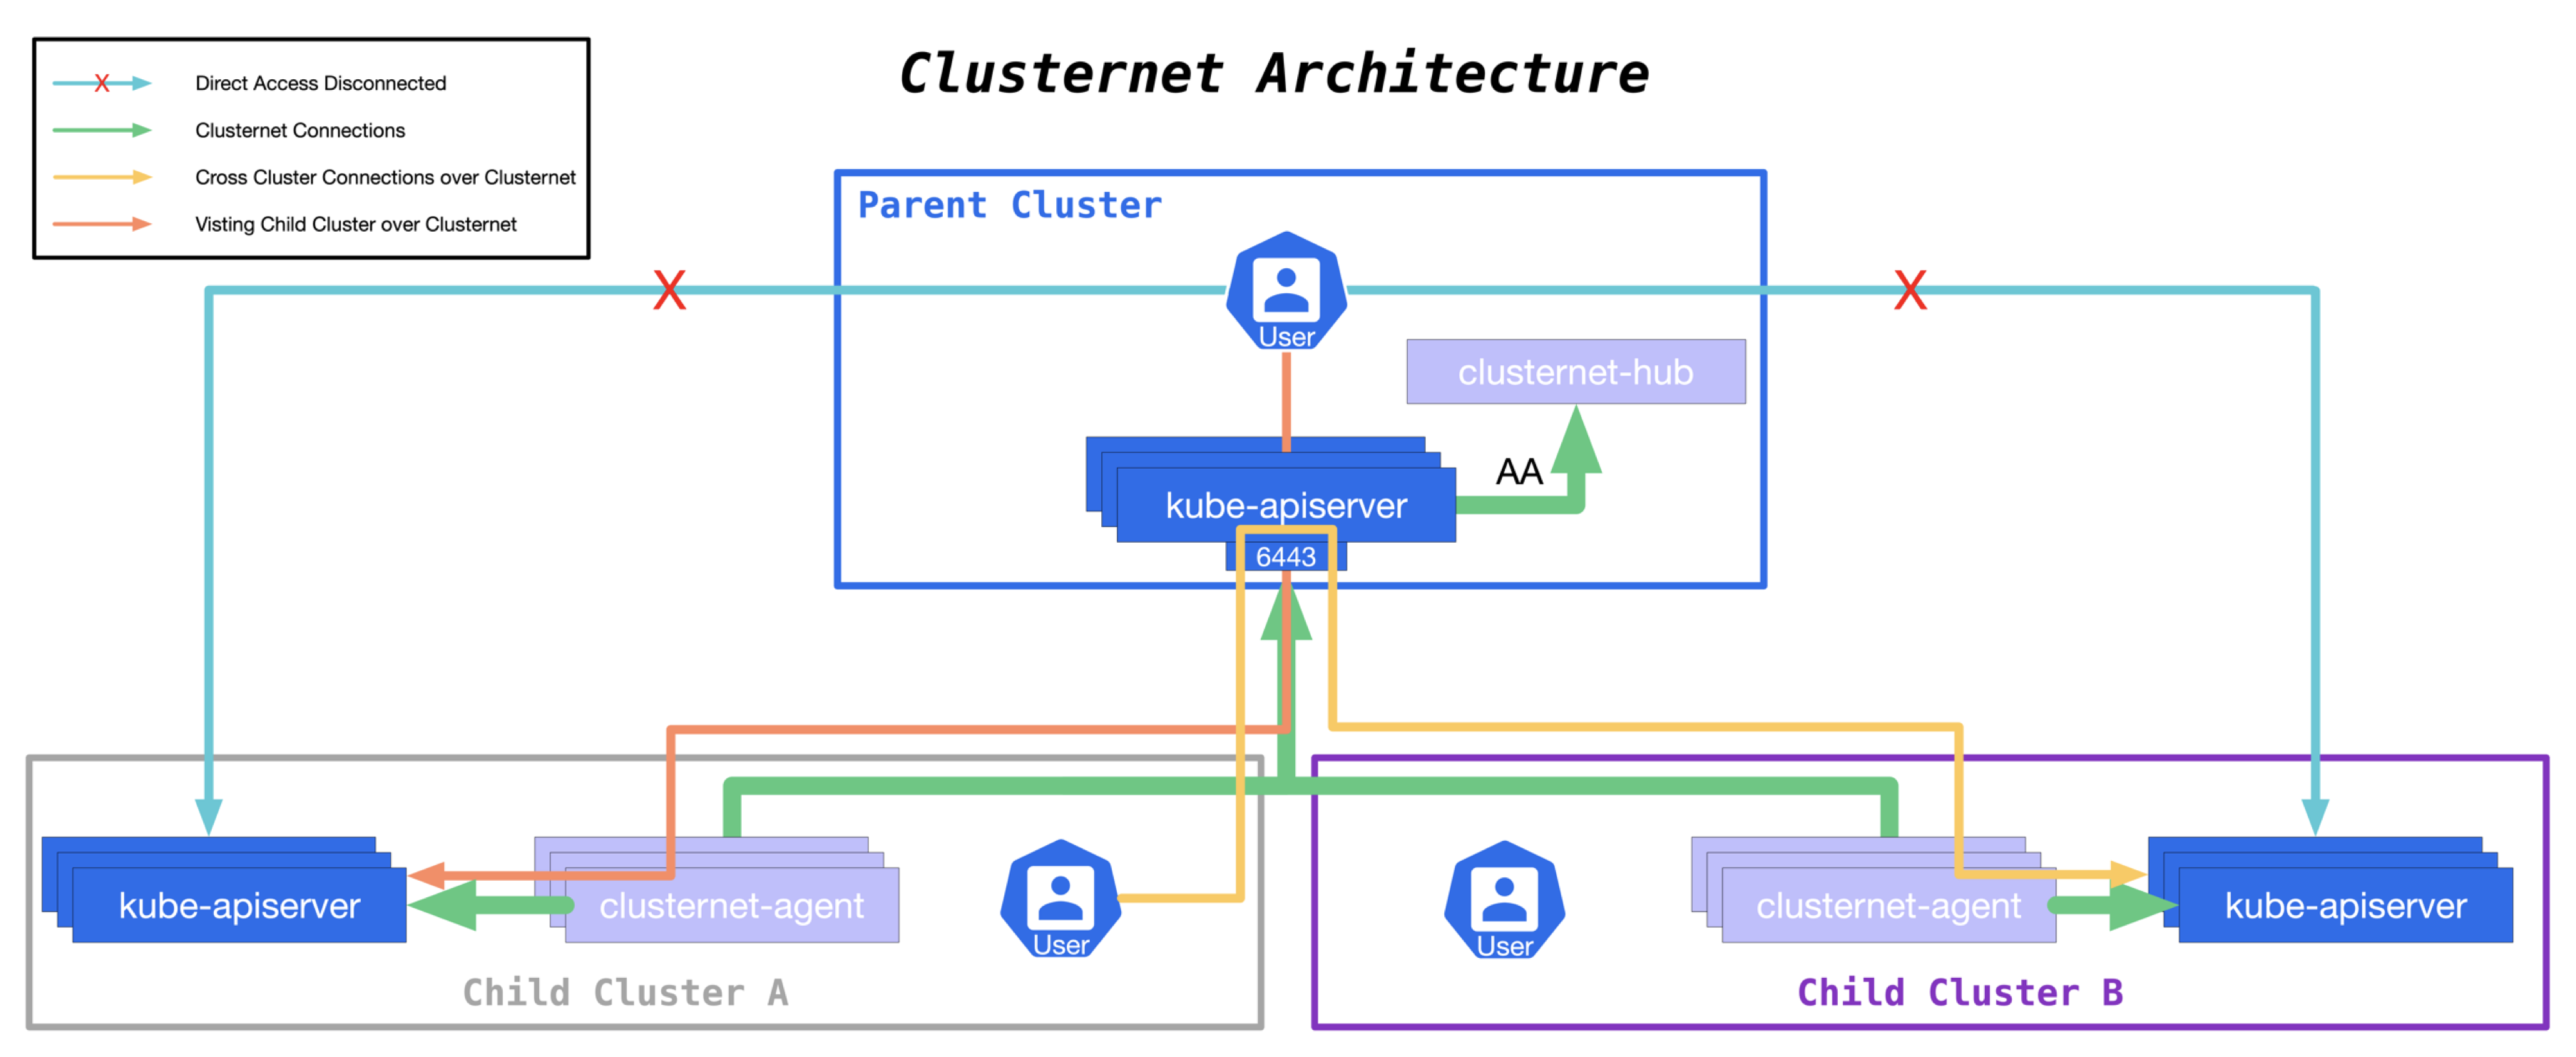 Clusternet Architecture
X
Direct Access Disconnected
Clusternet Connections
Cross Cluster Connections over Clusternet
Visting Child Cluster over Clusternet
Parent Cluster
X
User
X
clusternet-hub
AA
kube-apiserver
6443
kube-apiserver
clusternet-agent
User
Child Cluster A
User
clusternet-agent
kube-apiserver
Child Cluster B